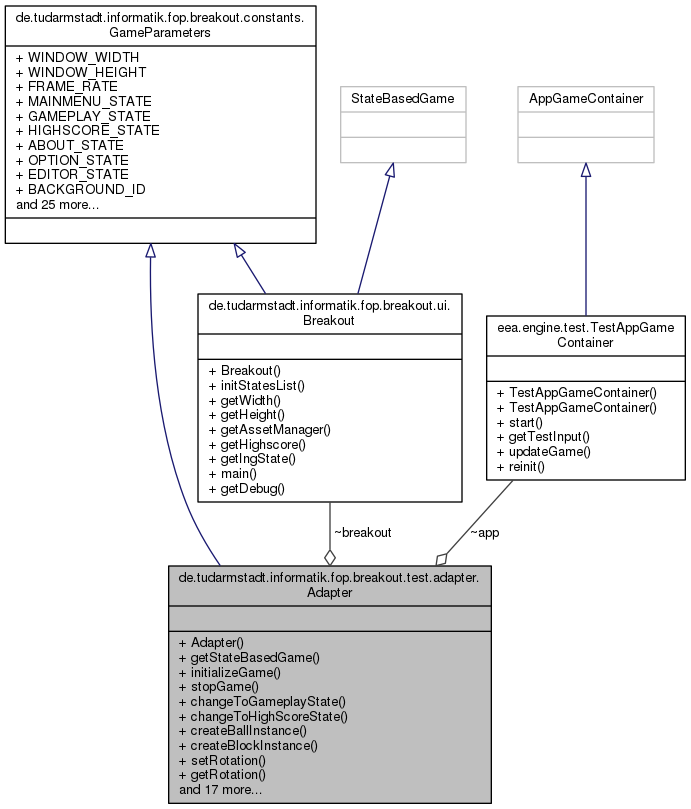 de.tudarmstadt.informatik.fop.breakout.constants.
GameParameters
+ WINDOW_WIDTH
+ WINDOW_HEIGHT
+ FRAME_RATE
+ MAINMENU_STATE
+ GAMEPLAY_STATE
+ HIGHSCORE_STATE
+ ABOUT_STATE
+ OPTION_STATE
+ EDITOR_STATE
+ BACKGROUND_ID
and 25 more...
StateBasedGame
AppGameContainer
de.tudarmstadt.informatik.fop.breakout.ui.
Breakout
+ Breakout()
+ initStatesList()
+ getWidth()
+ getHeight()
+ getAssetManager()
+ getHighscore()
+ getIngState()
+ main()
+ getDebug()
eea.engine.test.TestAppGame
Container
+ TestAppGameContainer()
+ TestAppGameContainer()
+ start()
+ getTestInput()
+ updateGame()
+ reinit()
~breakout
~app
de.tudarmstadt.informatik.fop.breakout.test.adapter.
Adapter
+ Adapter()
+ getStateBasedGame()
+ initializeGame()
+ stopGame()
+ changeToGameplayState()
+ changeToHighScoreState()
+ createBallInstance()
+ createBlockInstance()
+ setRotation()
+ getRotation()
and 17 more...